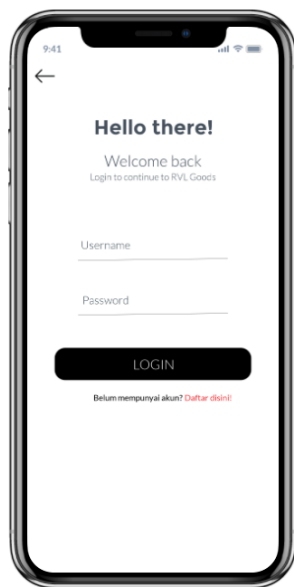 9:41
Hello there!
Welcome back
Login to continue to RVL Goods
Username
Password
LOGIN
Belum mempunyai akun? Daftar disini!